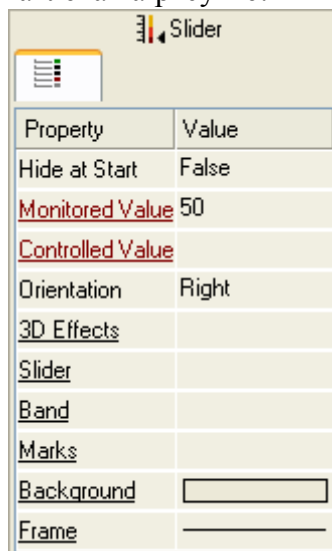 Slider
Property Value
Hide at Start False
Monitored Value 50
Controlled Value
Orientation Right
3D Effects
Slider
Band
Marks
Background
Frame